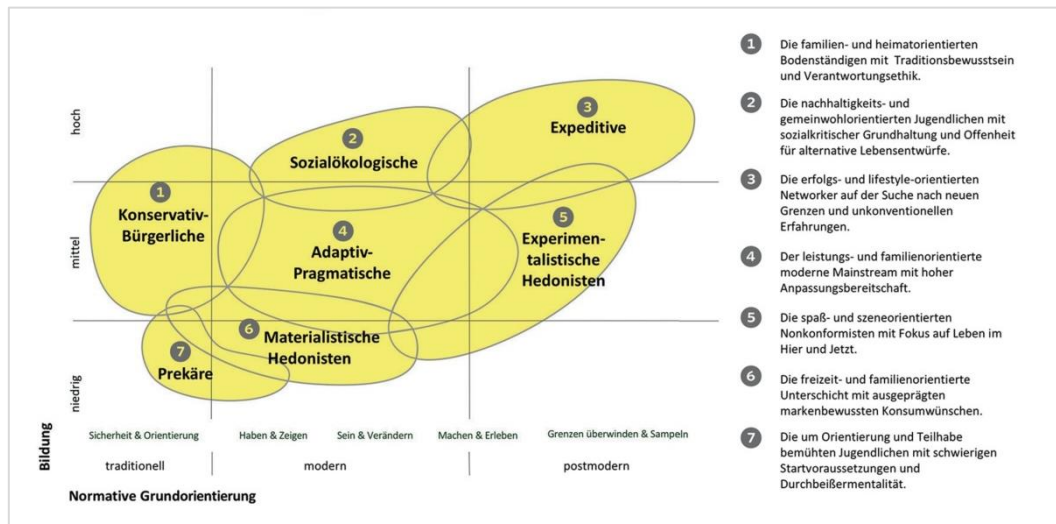 hoch
mittel
niedrig
Bildung
1
Konservativ-
Bürgerliche
2
Sozialökologische
3
Expeditive
4
Adaptiv-
Pragmatische
5
Experimen-
talistische
Hedonisten
6
Materialistische
Hedonisten
7
Prekäre
Sicherheit & Orientierung
Haben & Zeigen
Sein & Verändern
Machen & Erleben
Grenzen überwinden & Sampeln
traditionell
modern
postmodern
Normative Grundorientierung
1
Die familien- und heimatorientierten
Bodenständigen mit Traditionsbewusstsein
und Verantwortungsethik.
2
Die nachhaltigkeits- und
gemeinwohlorientierten Jugendlichen mit
sozialkritischer Grundhaltung und Offenheit
für alternative Lebensentwürfe.
3
Die erfolgs- und lifestyle-orientierten
Networker auf der Suche nach neuen
Grenzen und unkonventionellen
Erfahrungen.
4
Der leistungs- und familienorientierte
moderne Mainstream mit hoher
Anpassungsbereitschaft.
5
Die spaß- und szeneorientierten
Nonkonformisten mit Fokus auf Leben im
Hier und Jetzt.
6
Die freizeit- und familienorientierte
Unterschicht mit ausgeprägten
markenbewussten Konsumwünschen.
7
Die um Orientierung und Teilhabe
bemühten Jugendlichen mit schwierigen
Startvoraussetzungen und
Durchbeißermentalität.